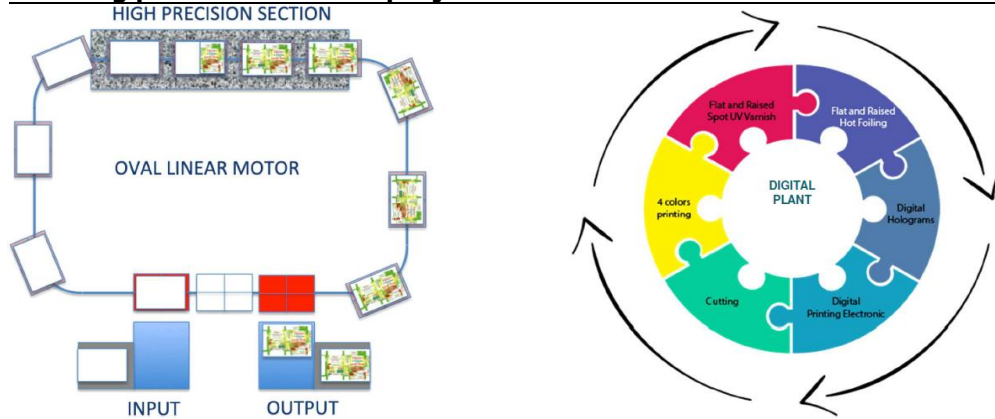 HIGH PRECISION SECTION
OVAL LINEAR MOTOR
INPUT
OUTPUT
Flat and Raised
Spot UV Varnish
Flat and Raised
Hot Foiling
4 colors
printing
DIGITAL
PLANT
Digital
Holograms
Cutting
Digital
Printing Electronic